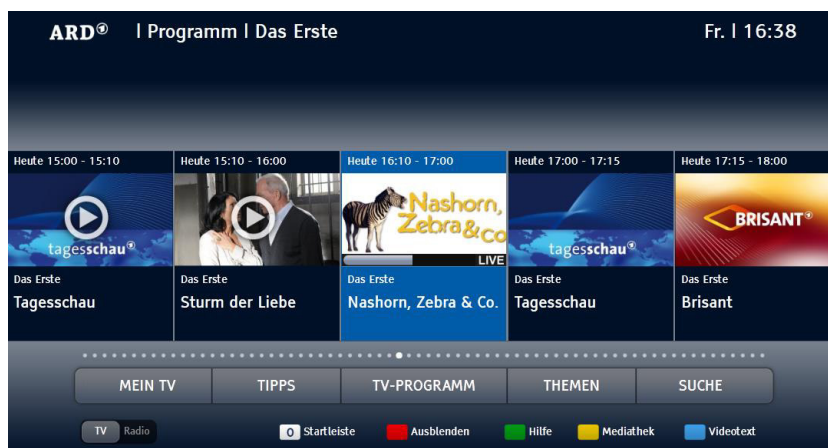 ARD | Programm | Das Erste
Fr. | 16:38
Heute 15:00 - 15:10
tagesschau
Das Erste
Tagesschau
Heute 15:10 - 16:00
Das Erste
Sturm der Liebe
Heute 16:10 - 17:00
Nashorn,
Zebra & Co
LIVE
Das Erste
Nashorn, Zebra & Co.
Heute 17:00 - 17:15
tagesschau
Das Erste
Tagesschau
Heute 17:15 - 18:00
BRISANT
Das Erste
Brisant
MEIN TV
TIPPS
TV-PROGRAMM
THEMEN
SUCHE
TV Radio
0 Startleiste
Ausblenden
Hilfe
Mediathek
Videotext